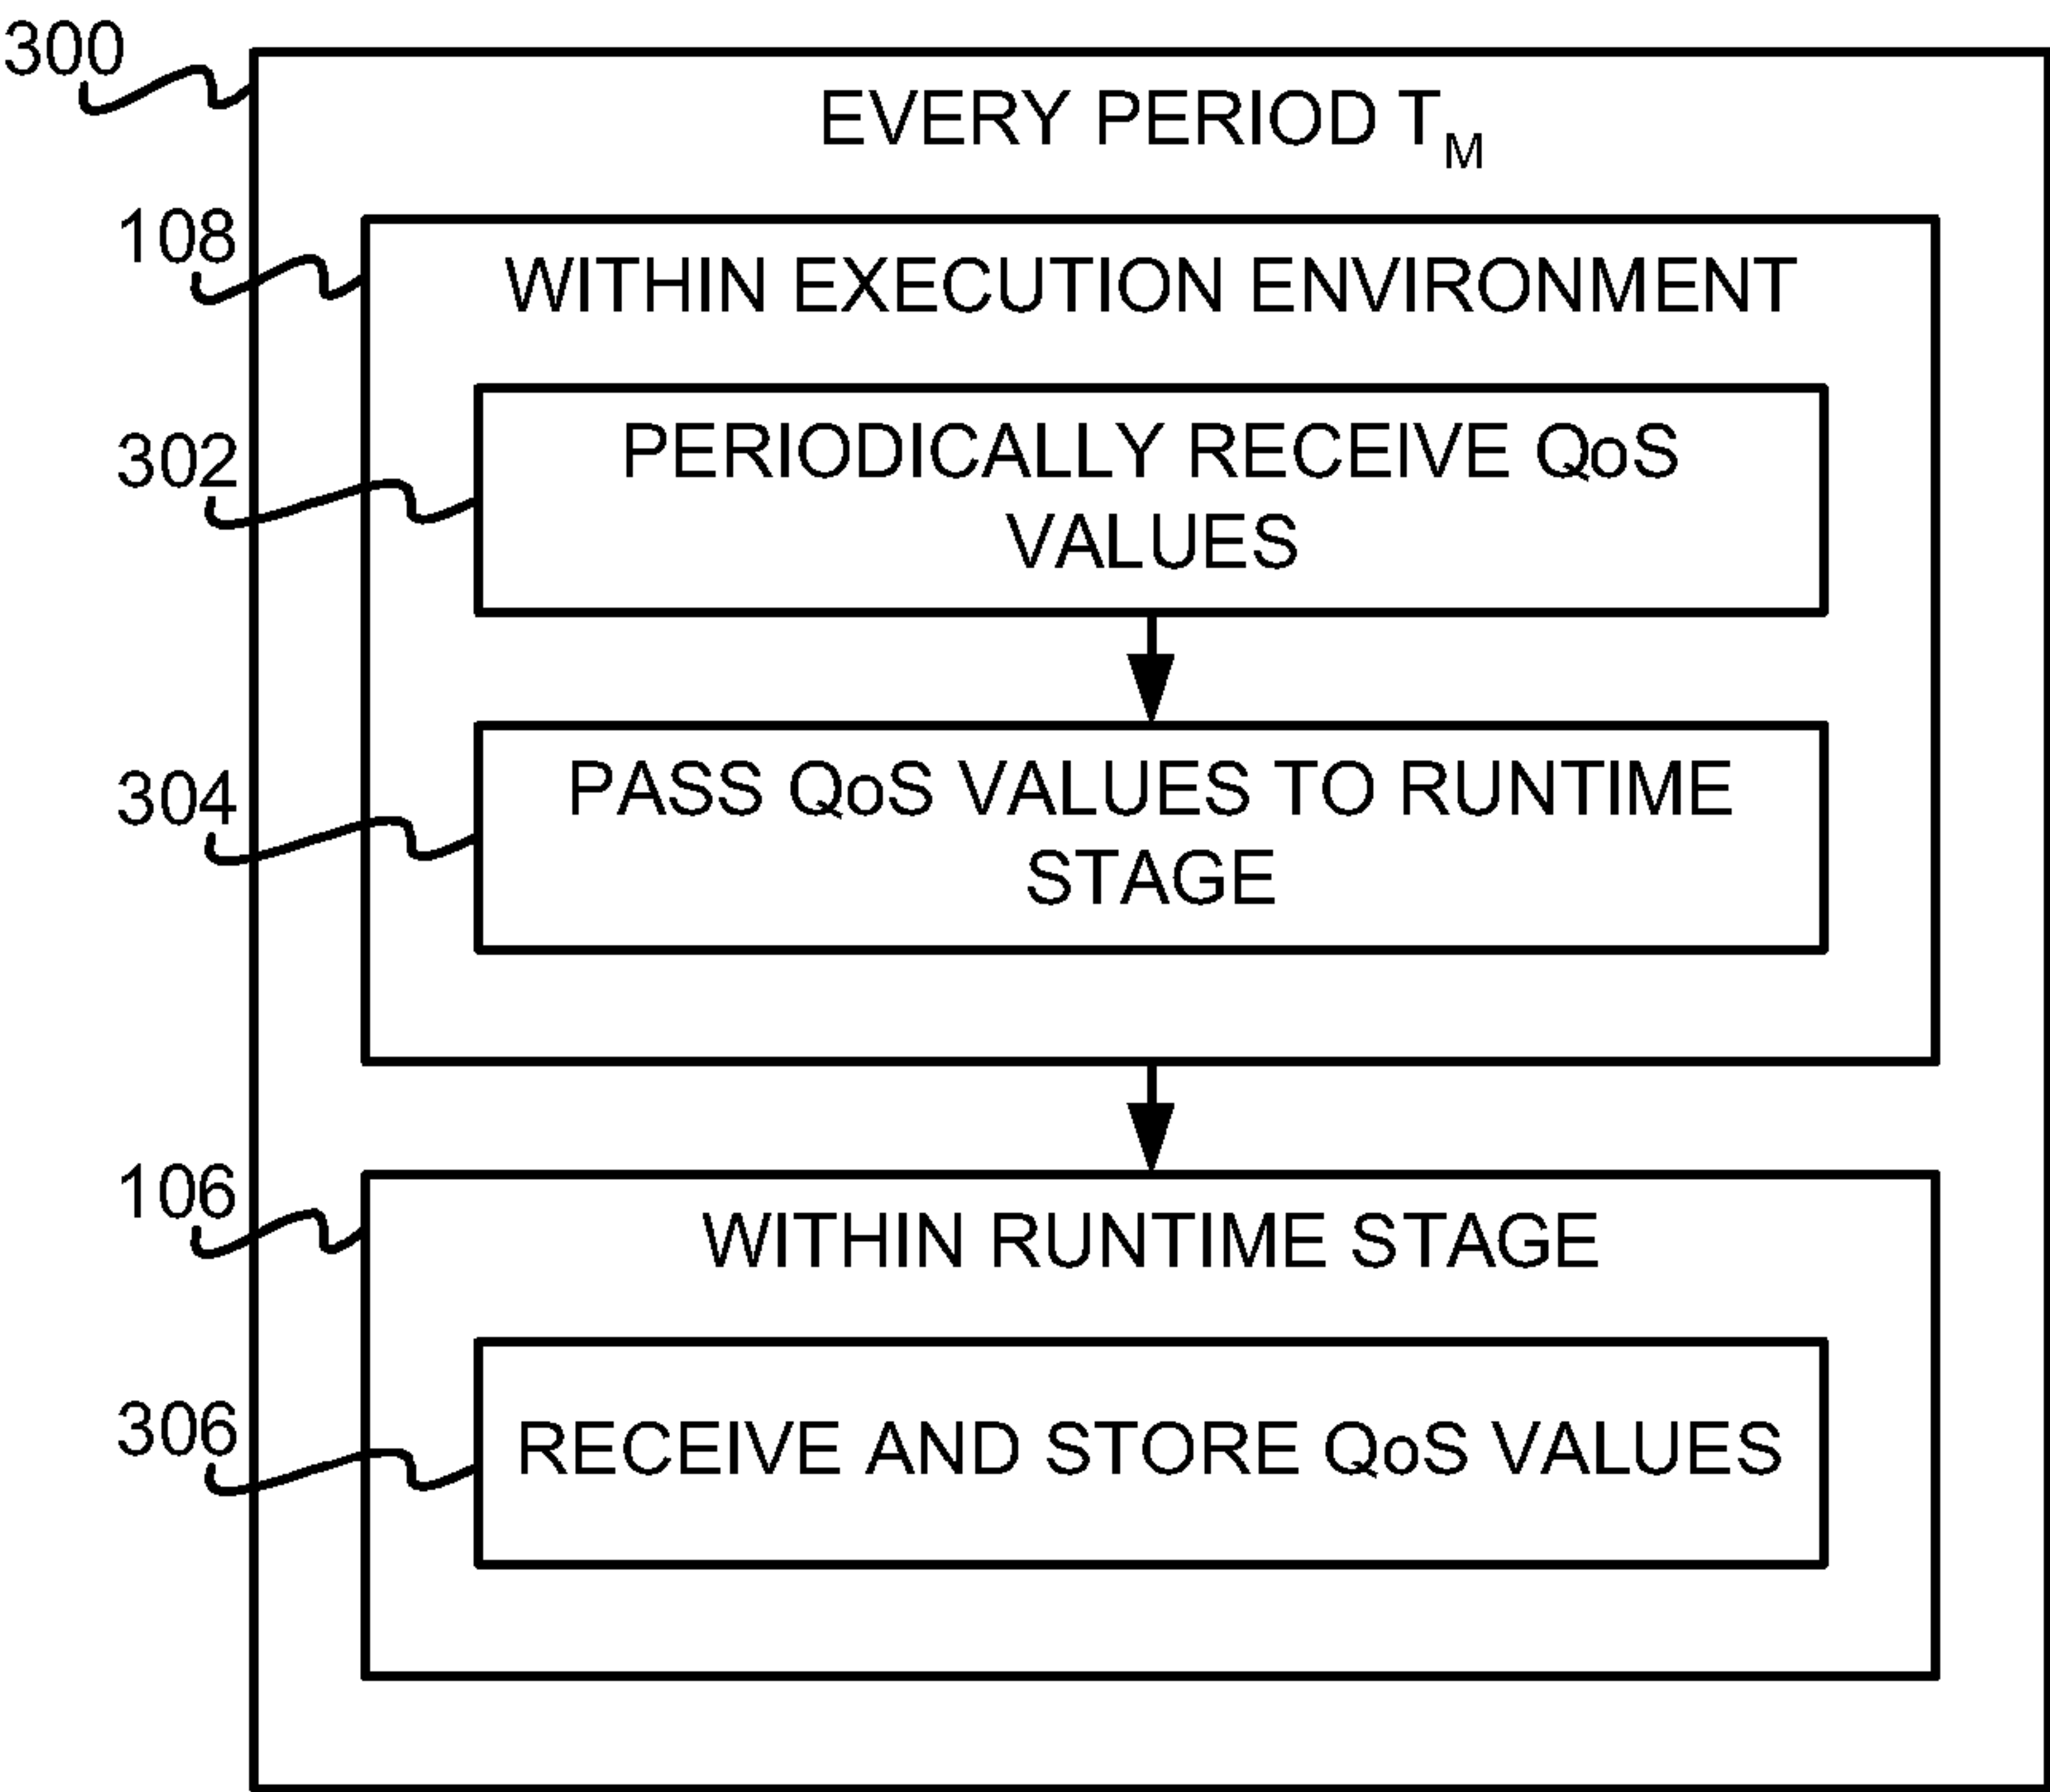 300
EVERY PERIOD TM
108
WITHIN EXECUTION ENVIRONMENT
302
PERIODICALLY RECEIVE QoS
VALUES
304
PASS QoS VALUES TO RUNTIME
STAGE
106
WITHIN RUNTIME STAGE
306
RECEIVE AND STORE QoS VALUES